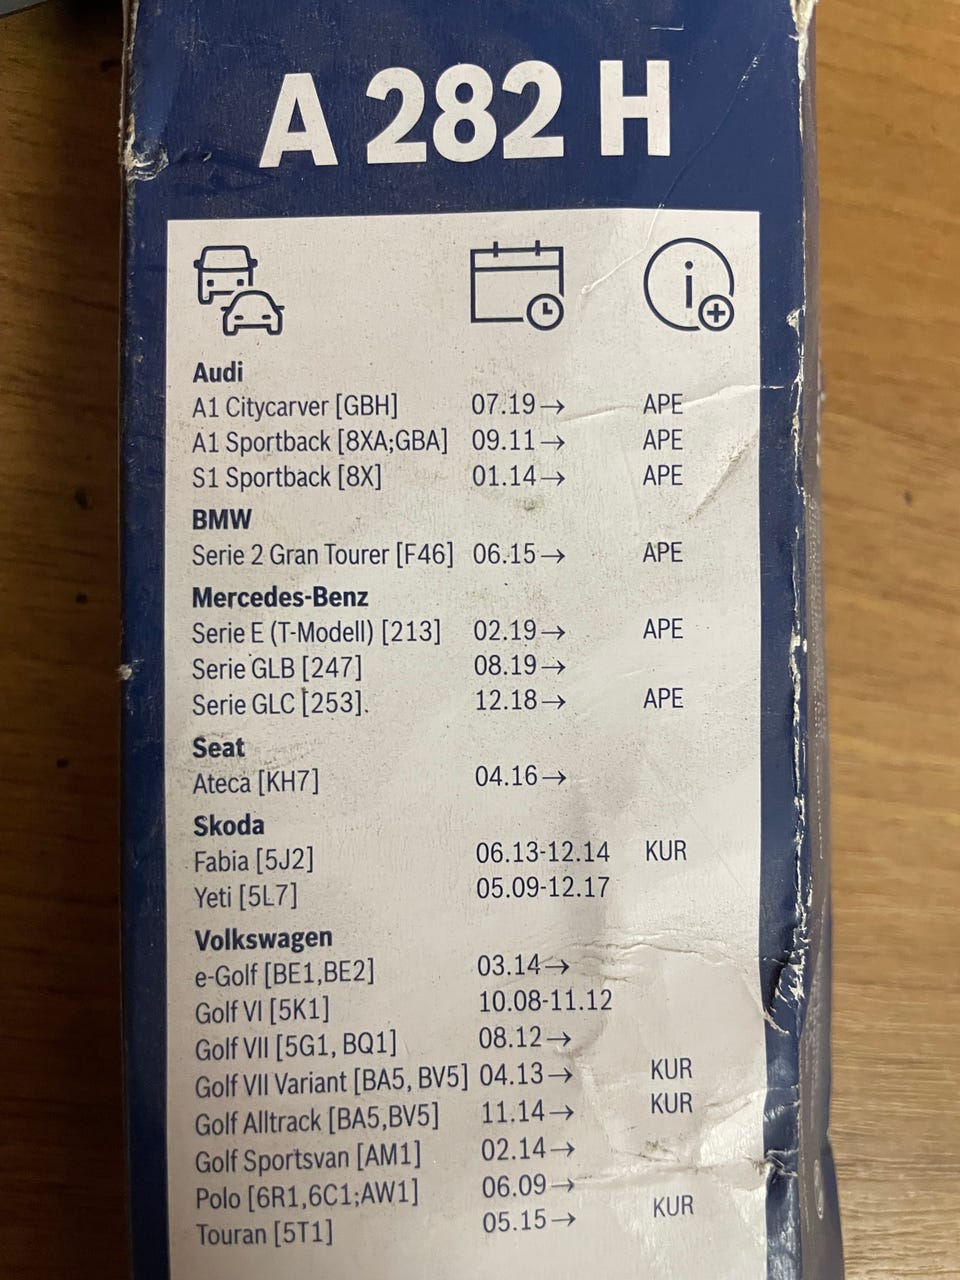 A 282 H
Audi
A1 Citycarver [GBH] 07.19→ APE
A1 Sportback [8XA;GBA] 09.11→ APE
S1 Sportback [8X] 01.14→ APE
BMW
Serie 2 Gran Tourer [F46] 06.15→ APE
Mercedes-Benz
Serie E (T-Modell) [213] 02.19→ APE
Serie GLB [247] 08.19→
Serie GLC [253]. 12.18→ APE
Seat
Ateca [KH7] 04.16→
Skoda
Fabia [5J2] 06.13-12.14 KUR
Yeti [5L7] 05.09-12.17
Volkswagen
e-Golf [BE1,BE2] 03.14→
Golf VI [5K1] 10.08-11.12
Golf VII [5G1, BQ1] 08.12→
Golf VII Variant [BA5, BV5] 04.13→ KUR
Golf Alltrack [BA5,BV5] 11.14→ KUR
Golf Sportsvan [AM1] 02.14→
Polo [6R1,6C1;AW1] 06.09→
Touran [5T1] 05.15→ KUR